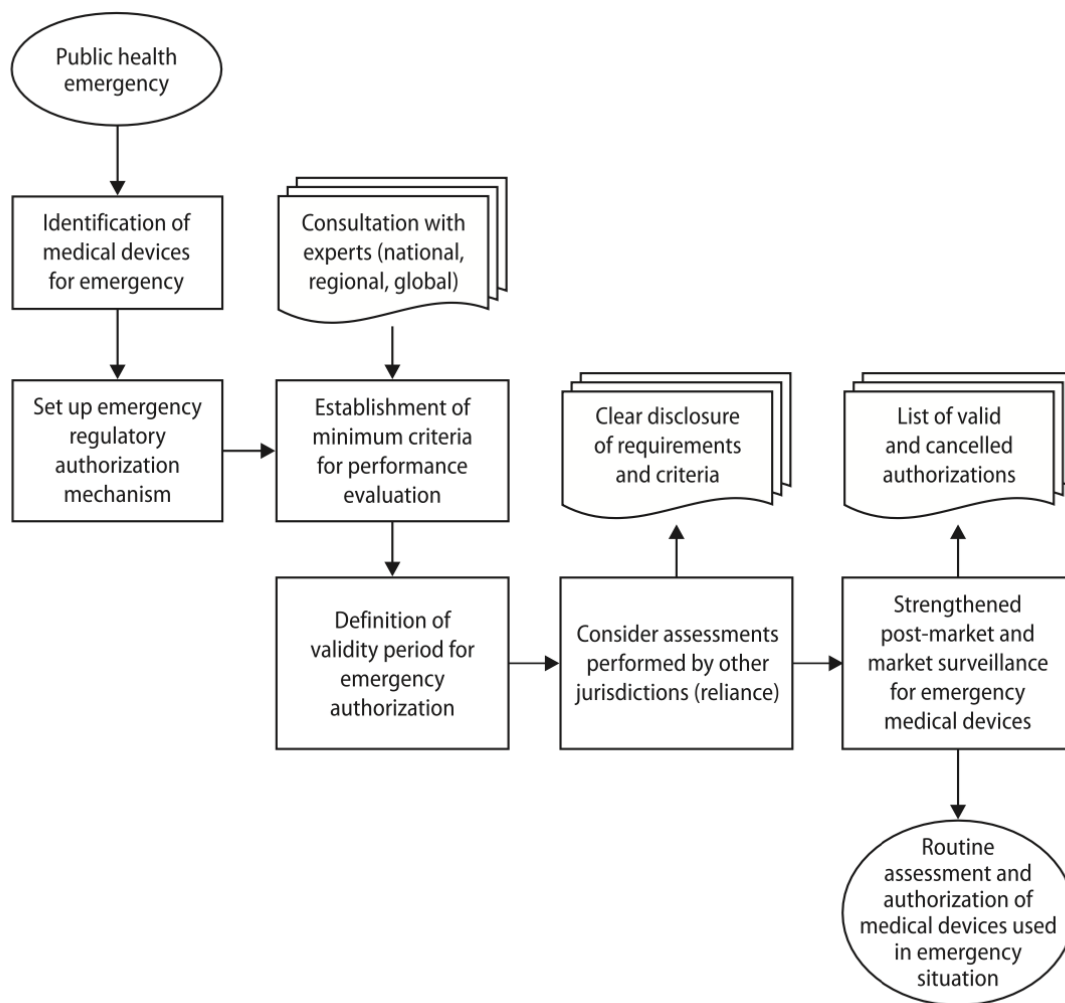 Public health
emergency
Identification of
medical devices
for emergency
Consultation with
experts (national,
regional, global)
Set up emergency
regulatory
authorization
mechanism
Establishment of
minimum criteria
for performance
evaluation
Clear disclosure
of requirements
and criteria
List of valid
and cancelled
authorizations
Definition of
validity period for
emergency
authorization
Consider assessments
performed by other
jurisdictions (reliance)
Strengthened
post-market and
market surveillance
for emergency
medical devices
Routine
assessment and
authorization of
medical devices used
in emergency
situation